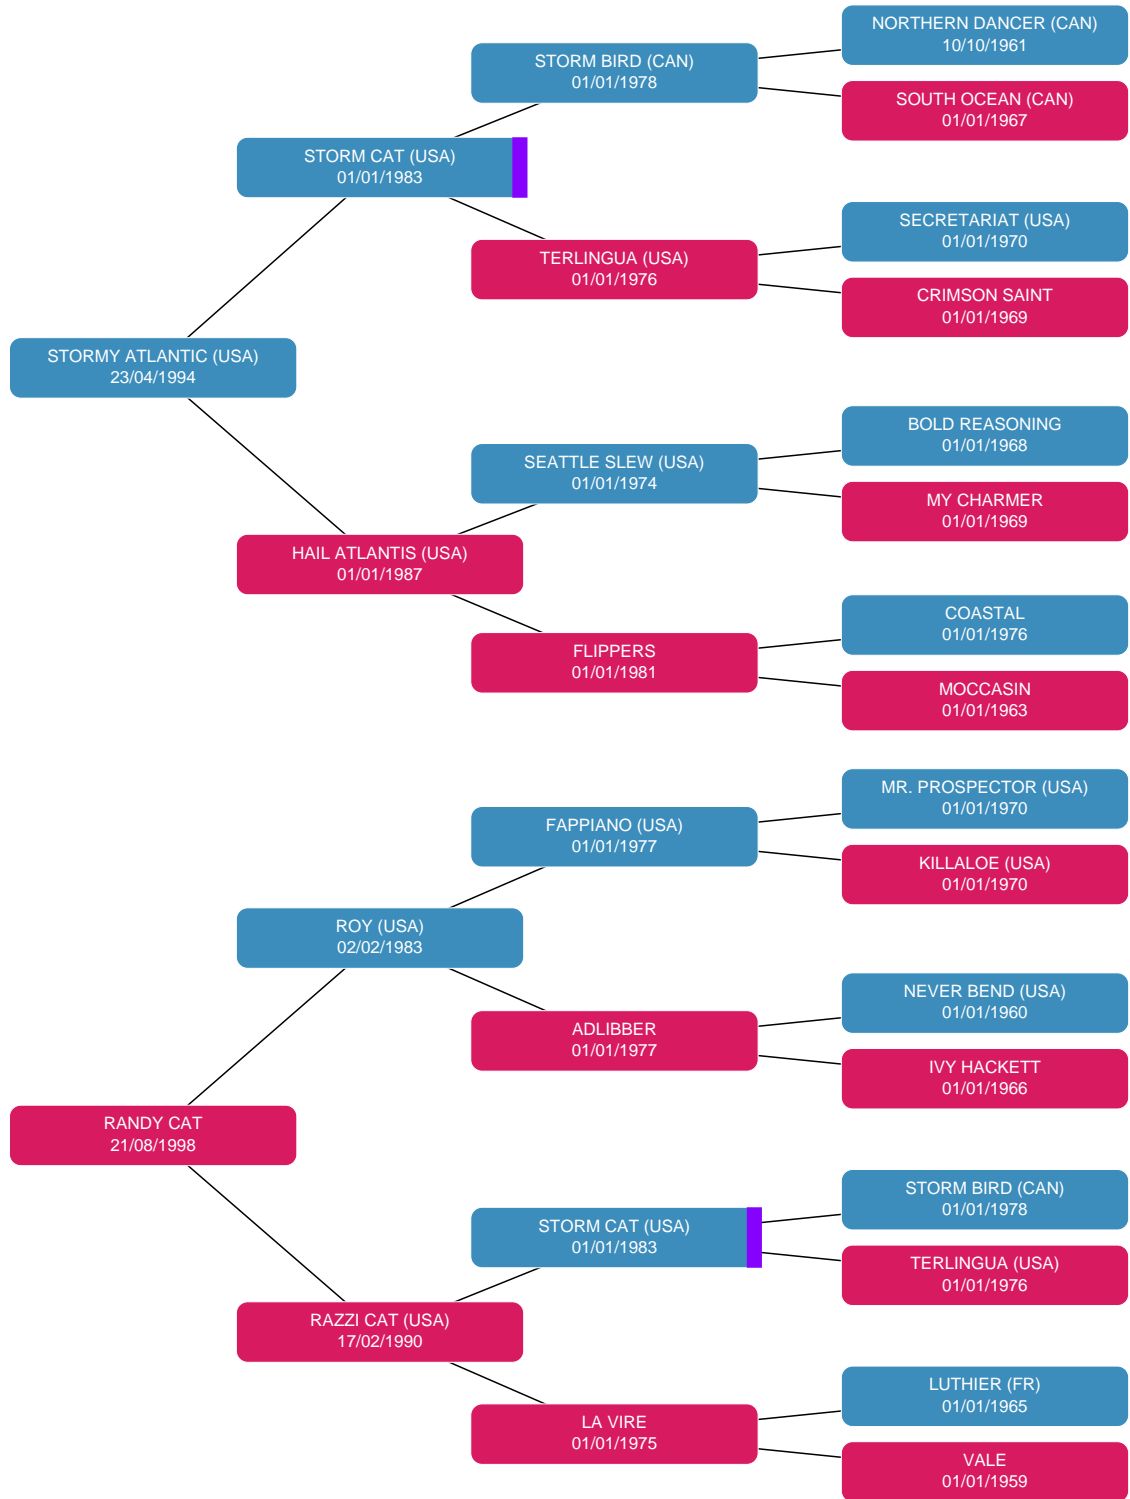 NORTHERN DANCER (CAN)
10/10/1961
STORM BIRD (CAN)
01/01/1978
SOUTH OCEAN (CAN)
01/01/1967
STORM CAT (USA)
01/01/1983
SECRETARIAT (USA)
01/01/1970
TERLINGUA (USA)
01/01/1976
CRIMSON SAINT
01/01/1969
STORMY ATLANTIC (USA)
23/04/1994
BOLD REASONING
01/01/1968
SEATTLE SLEW (USA)
01/01/1974
MY CHARMER
01/01/1969
HAIL ATLANTIS (USA)
01/01/1987
COASTAL
01/01/1976
FLIPPERS
01/01/1981
MOCCASIN
01/01/1963
MR. PROSPECTOR (USA)
01/01/1970
FAPPIANO (USA)
01/01/1977
KILLALOE (USA)
01/01/1970
ROY (USA)
02/02/1983
NEVER BEND (USA)
01/01/1960
ADLIBBER
01/01/1977
IVY HACKETT
01/01/1966
RANDY CAT
21/08/1998
STORM BIRD (CAN)
01/01/1978
STORM CAT (USA)
01/01/1983
TERLINGUA (USA)
01/01/1976
RAZZI CAT (USA)
17/02/1990
LUTHIER (FR)
01/01/1965
LA VIRE
01/01/1975
VALE
01/01/1959